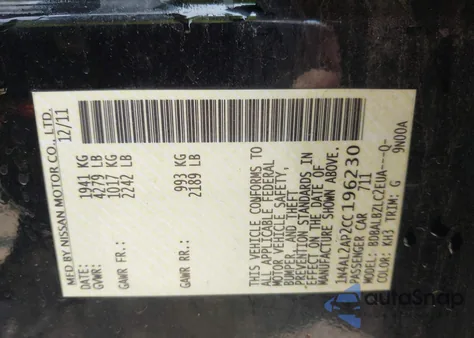 MFD BY NISSAN MOTOR CO., LTD.
DATE: 12/11
GVWR: 1941 KG
4279 LB
GAWR FR.: 1017 KG
2242 LB
GAWR RR.: 993 KG
2189 LB
THIS VEHICLE CONFORMS TO
ALL APPLICABLE FEDERAL
MOTOR VEHICLE SAFETY,
BUMPER, AND THEFT
PREVENTION STANDARDS IN
EFFECT ON THE DATE OF
MANUFACTURE SHOWN ABOVE.
1N4AL2AP2CC196230
PASSENGER CAR 711
MODEL: BDBALBZLCZEUA---Q-
COLOR: KH3 TRIM: G 9N00A
autoSnap